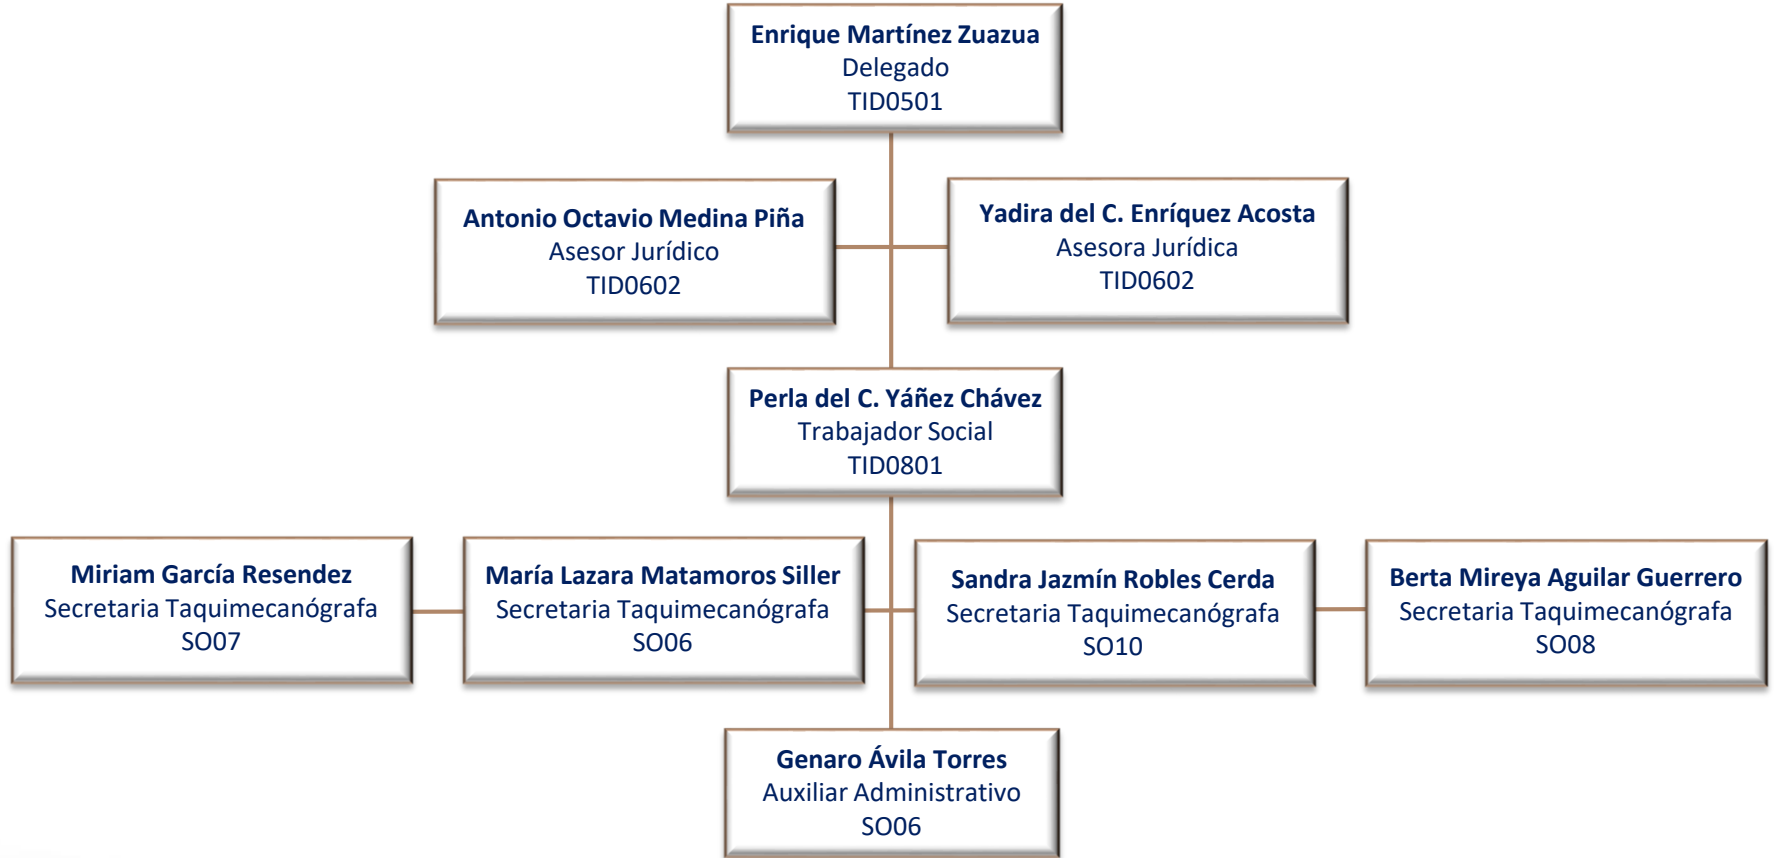 Enrique Martínez Zuazua
Delegado
TID0501
Antonio Octavio Medina Piña
Asesor Jurídico
TID0602
Yadira del C. Enríquez Acosta
Asesora Jurídica
TID0602
Perla del C. Yáñez Chávez
Trabajador Social
TID0801
Miriam García Resendez
Secretaria Taquimecanógrafa
SO07
María Lazara Matamoros Siller
Secretaria Taquimecanógrafa
SO06
Sandra Jazmín Robles Cerda
Secretaria Taquimecanógrafa
SO10
Berta Mireya Aguilar Guerrero
Secretaria Taquimecanógrafa
SO08
Genaro Ávila Torres
Auxiliar Administrativo
SO06